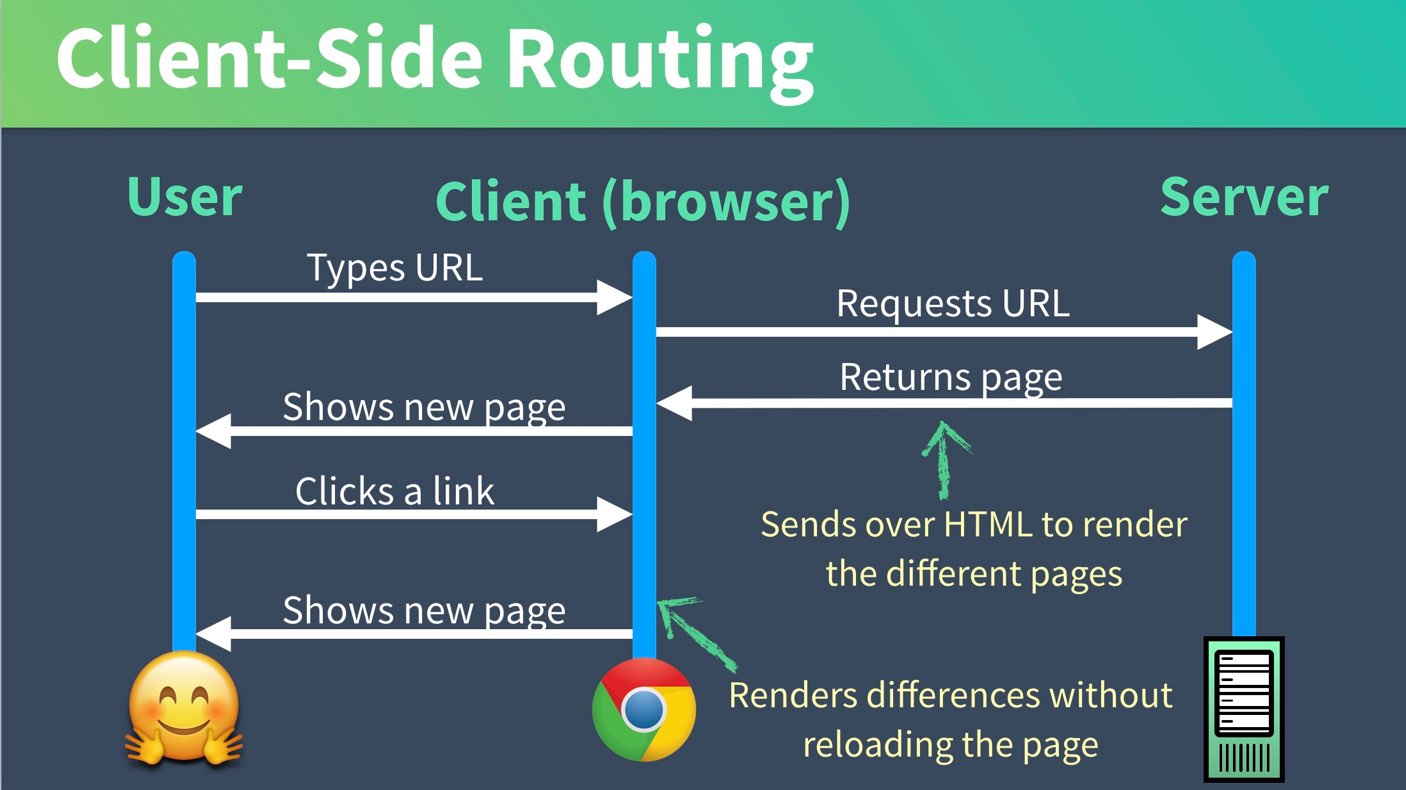 Client-Side Routing
User
Client (browser)
Server
Types URL
Requests URL
Returns page
Shows new page
Clicks a link
Sends over HTML to render
the different pages
Shows new page
Renders differences without
reloading the page